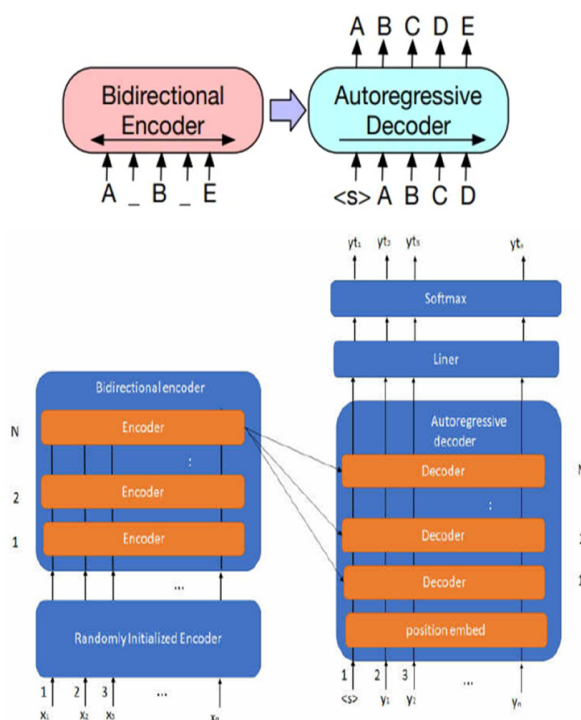 A B C D E
Bidirectional
Encoder
Autoregressive
Decoder
A _ B _ E
<s> A B C D
yt₁ yt₂ yt₃
Softmax
Liner
Bidirectional encoder
N
Encoder
:
2
Encoder
1
Encoder
...
Randomly Initialized Encoder
1 2 3 ...
x₁ x₂ x₃
Autoregressive
decoder
Decoder
:
Decoder
Decoder
position embed
1 2 3 ...
<s> y₁ y₂ yₙ